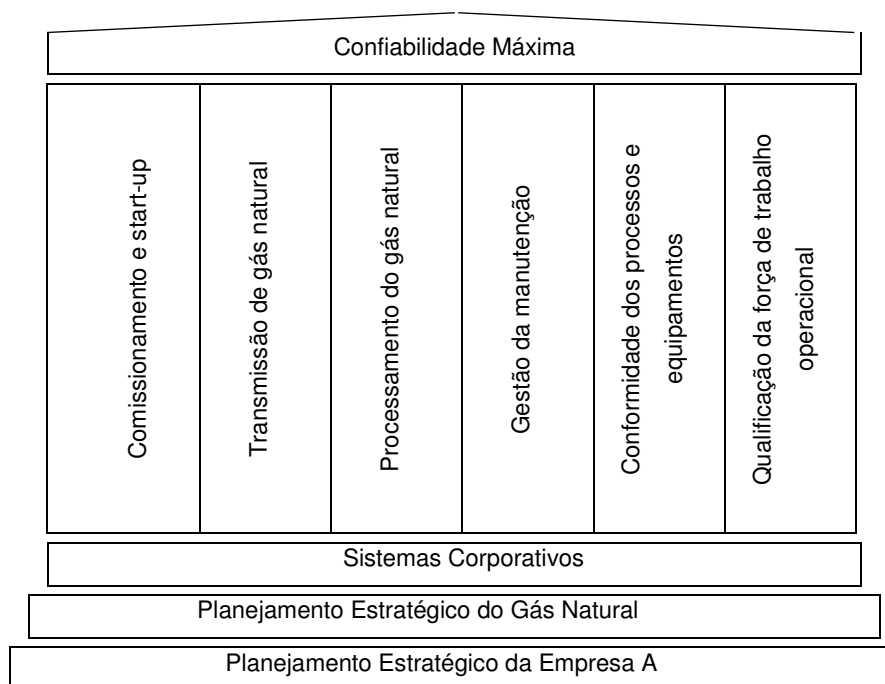 Confiabilidade Máxima
Comissionamento e start-up
Transmissão de gás natural
Processamento do gás natural
Gestão da manutenção
Conformidade dos processos e
equipamentos
Qualificação da força de trabalho
operacional
Sistemas Corporativos
Planejamento Estratégico do Gás Natural
Planejamento Estratégico da Empresa A